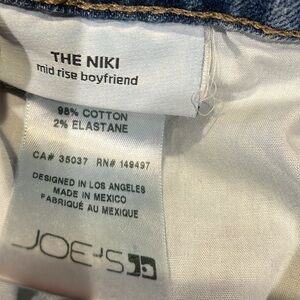 THE NIKI
mid rise boyfriend
98% COTTON
2% ELASTANE
CA# 35037 RN# 149497
DESIGNED IN LOS ANGELES
MADE IN MEXICO
FABRIQUÉ AU MEXIQUE
JOE'S